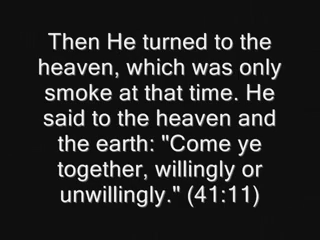 Then He turned to the
heaven, which was only
smoke at that time. He
said to the heaven and
the earth: "Come ye
together, willingly or
unwillingly." (41:11)